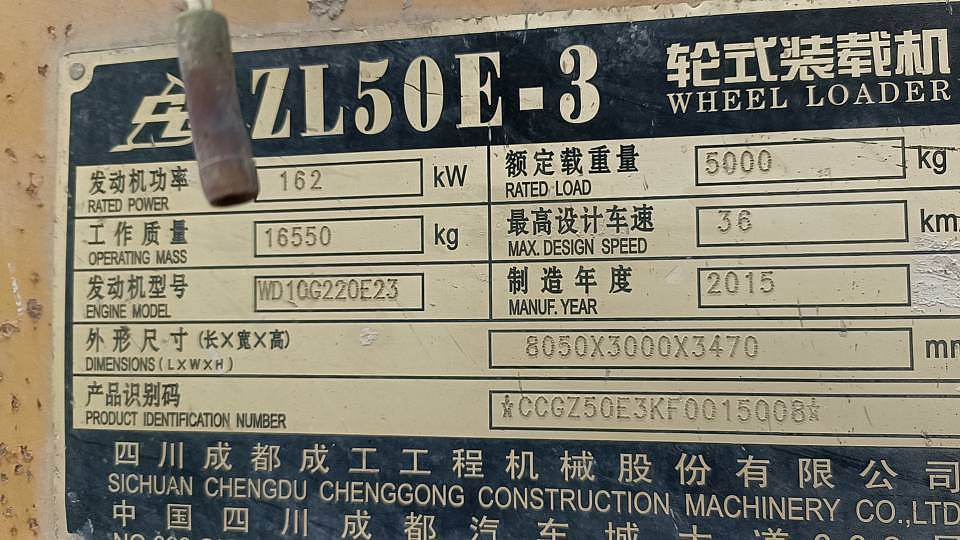 ZL50E-3 轮式装载机
WHEEL LOADER
发动机功率 162 kW 额定载重量 5000 kg
RATED POWER RATED LOAD
工作质量 16550 kg 最高设计车速 36 km/
OPERATING MASS MAX. DESIGN SPEED
发动机型号 WD10G220E23 制造年度 2015
ENGINE MODEL MANUF. YEAR
外形尺寸 (长×宽×高) 8050X3000X3470 mm
DIMENSIONS (L×W×H)
产品识别码 ☆CCGZ50E3KF0015008☆
PRODUCT IDENTIFICATION NUMBER
四川成都成工工程机械股份有限公司
SICHUAN CHENGDU CHENGGONG CONSTRUCTION MACHINERY CO.,LTD
中国四川成都汽车城大道